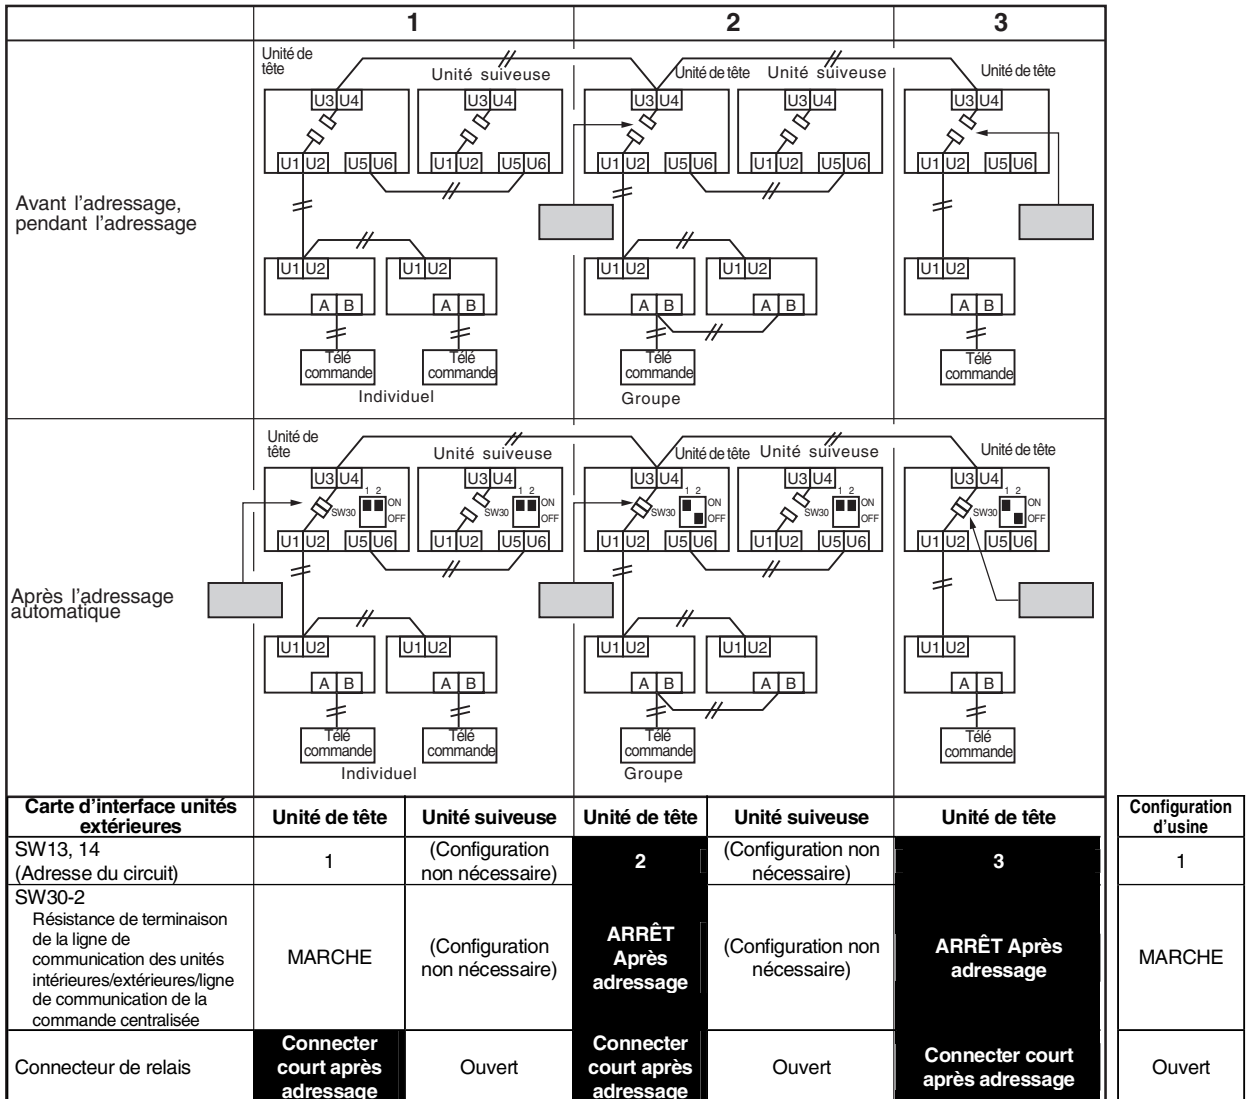 1 2 3
Unité de
tête
Unité suiveuse
Unité de tête
Unité suiveuse
Unité de tête
U3 U4 U3 U4 U3 U4 U3 U4 U3 U4
U1 U2 U5 U6 U1 U2 U5 U6 U1 U2 U5 U6 U1 U2 U5 U6 U1 U2 U5 U6
Avant l'adressage,
pendant l'adressage
U1 U2 U1 U2 U1 U2 U1 U2 U1 U2
A B A B A B A B A B
Télé
commande
Télé
commande
Télé
commande
Télé
commande
Individuel
Groupe
Unité de
tête
Unité suiveuse
Unité de tête
Unité suiveuse
Unité de tête
U3 U4 U3 U4 U3 U4 U3 U4 U3 U4
1 2 1 2 1 2 1 2 1 2
ON ON ON ON ON
SW30 SW30 SW30 SW30 SW30
OFF OFF OFF OFF OFF
U1 U2 U5 U6 U1 U2 U5 U6 U1 U2 U5 U6 U1 U2 U5 U6 U1 U2 U5 U6
Après l'adressage
automatique
U1 U2 U1 U2 U1 U2 U1 U2 U1 U2
A B A B A B A B A B
Télé
commande
Télé
commande
Télé
commande
Télé
commande
Individuel
Groupe
Carte d'interface unités
extérieures
Unité de tête
Unité suiveuse
Unité de tête
Unité suiveuse
Unité de tête
Configuration
d'usine
SW13, 14
(Adresse du circuit)
1
(Configuration
non nécessaire)
2
(Configuration non
nécessaire)
3
1
SW30-2
Résistance de terminaison
de la ligne de
communication des unités
intérieures/extérieures/ligne
de communication de la
commande centralisée
MARCHE
(Configuration
non nécessaire)
ARRÊT
Après
adressage
(Configuration non
nécessaire)
ARRÊT Après
adressage
MARCHE
Connecteur de relais
Connecter
court après
adressage
Ouvert
Connecter
court après
adressage
Ouvert
Connecter court
après adressage
Ouvert